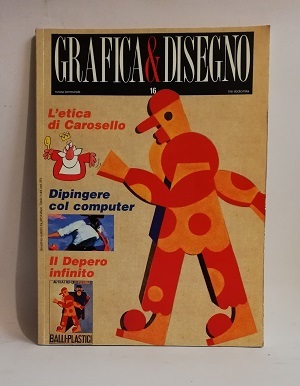 GRAFICA&DISEGNO
16
L'etica
di Carosello
Dipingere
col computer
Il Depero
infinito
BALLI·PLASTICI